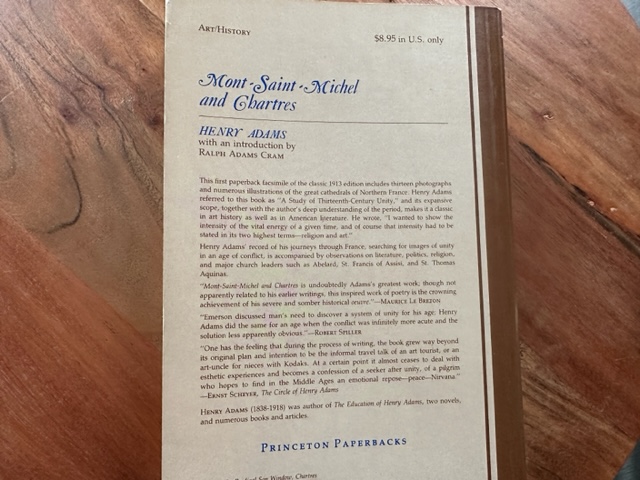 ART/HISTORY
$8.95 in U.S. only
Mont-Saint-Michel
and Chartres
HENRY ADAMS
with an introduction by
RALPH ADAMS CRAM
This first paperback facsimile of the classic 1913 edition includes thirteen photographs
and numerous illustrations of the great cathedrals of Northern France. Henry Adams
referred to this book as "A Study of Thirteenth-Century Unity," and its expansive
scope, together with the author's deep understanding of the period, makes it a classic
in art history as well as in American literature. He wrote, "I wanted to show the
intensity of the vital energy of a given time, and of course that intensity had to be
stated in its two highest terms—religion and art."
Henry Adams' record of his journeys through France, searching for images of unity
in an age of conflict, is accompanied by observations on literature, politics, religion,
and major church leaders such as Abelard, St. Francis of Assisi, and St. Thomas
Aquinas.
"Mont-Saint-Michel and Chartres is undoubtedly Adams's greatest work; though not
apparently related to his earlier writings, this inspired work of poetry is the crowning
achievement of his severe and somber historical œuvre."—MAURICE LE BRETON
"Emerson discussed man's need to discover a system of unity for his age; Henry
Adams did the same for an age when the conflict was infinitely more acute and the
solution less apparently obvious."—ROBERT SPILLER
"One has the feeling that during the process of writing, the book grew way beyond
its original plan and intention to be the informal travel talk of an art tourist, or an
art-uncle for nieces with Kodaks. At a certain point it almost ceases to deal with
esthetic experiences and becomes a confession of a seeker after unity, of a pilgrim
who hopes to find in the Middle Ages an emotional repose—peace—Nirvana."
—ERNST SCHEYER, The Circle of Henry Adams
HENRY ADAMS (1838-1918) was author of The Education of Henry Adams, two novels,
and numerous books and articles.
PRINCETON PAPERBACKS
Window, Chartres